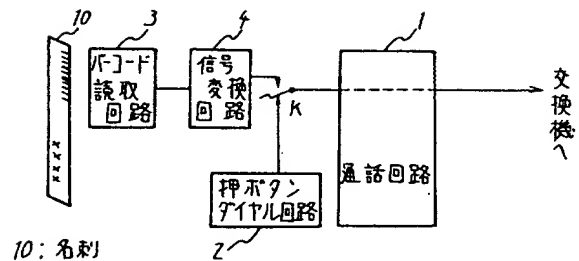 10
3
4
1
バーコード
読取
回路
信号
変換
回路
K
交換機へ
通話回路
押ボタン
ダイヤル回路
2
××××
10: 名刺